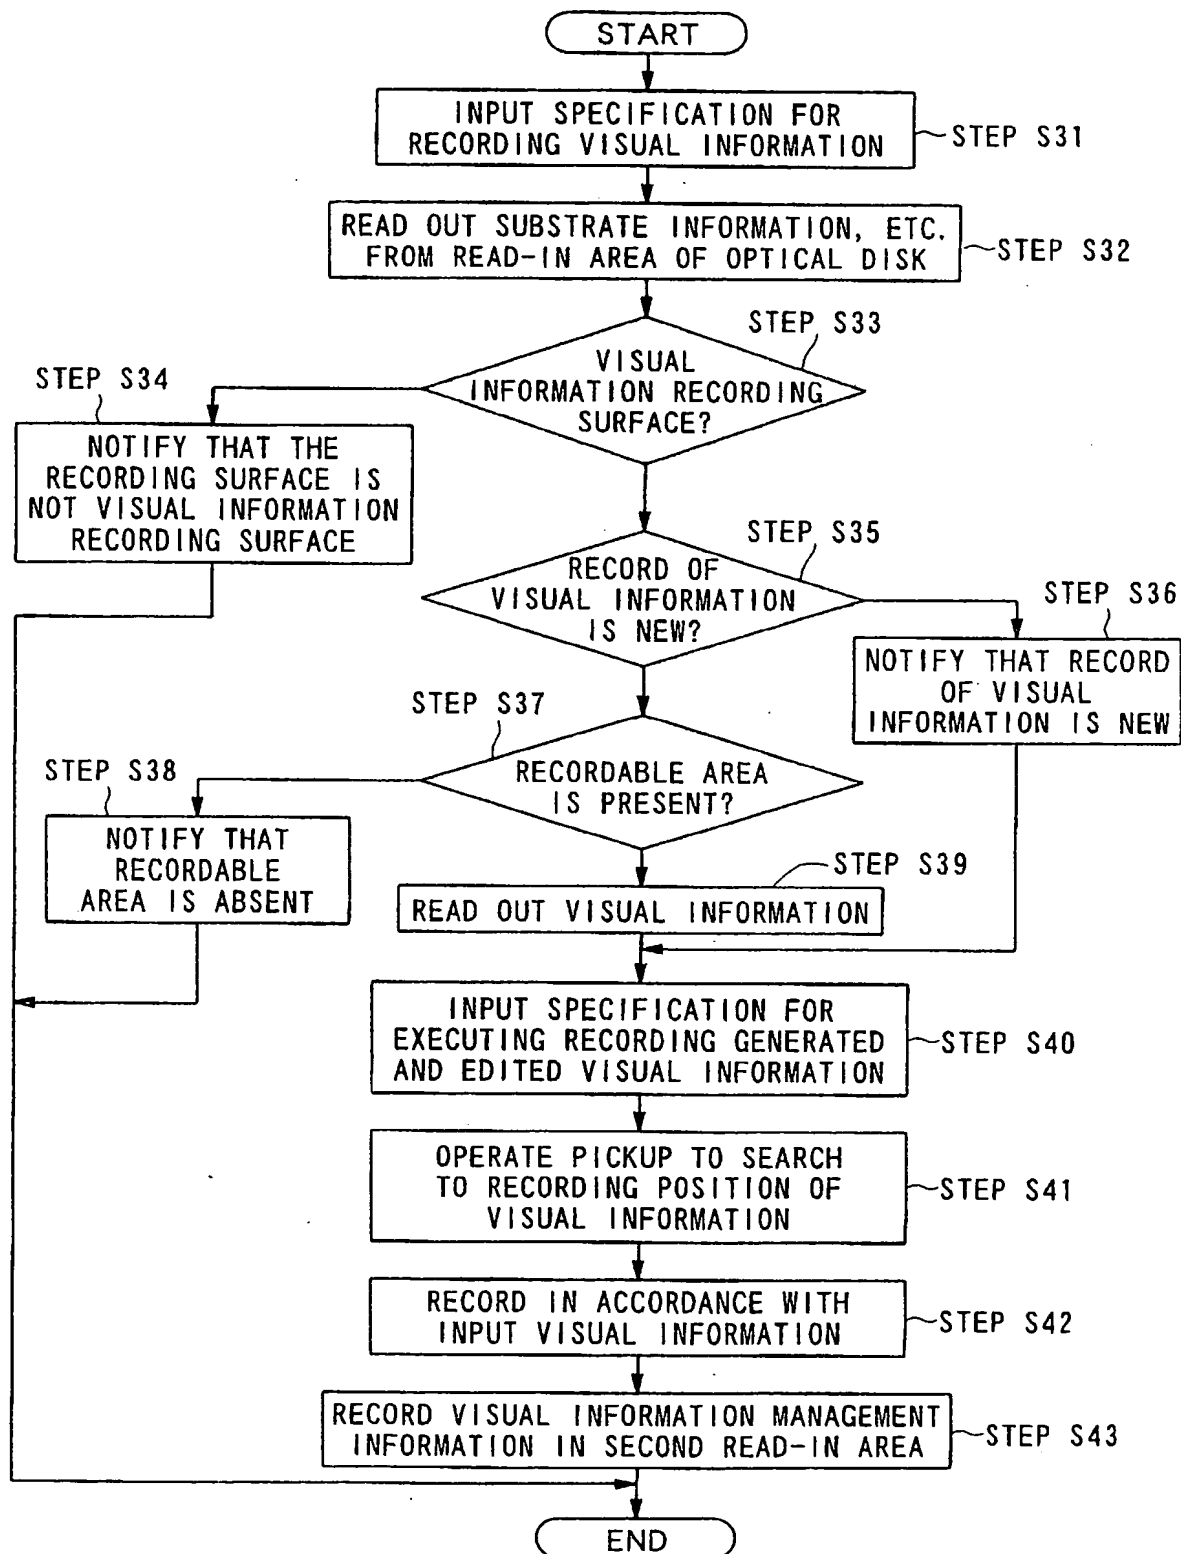 START
INPUT SPECIFICATION FOR
RECORDING VISUAL INFORMATION
STEP S31
READ OUT SUBSTRATE INFORMATION, ETC.
FROM READ-IN AREA OF OPTICAL DISK
STEP S32
STEP S33
VISUAL
INFORMATION RECORDING
SURFACE?
STEP S34
NOTIFY THAT THE
RECORDING SURFACE IS
NOT VISUAL INFORMATION
RECORDING SURFACE
STEP S35
RECORD OF
VISUAL INFORMATION
IS NEW?
STEP S36
NOTIFY THAT RECORD
OF VISUAL
INFORMATION IS NEW
STEP S37
RECORDABLE AREA
IS PRESENT?
STEP S38
NOTIFY THAT
RECORDABLE
AREA IS ABSENT
STEP S39
READ OUT VISUAL INFORMATION
INPUT SPECIFICATION FOR
EXECUTING RECORDING GENERATED
AND EDITED VISUAL INFORMATION
STEP S40
OPERATE PICKUP TO SEARCH
TO RECORDING POSITION OF
VISUAL INFORMATION
STEP S41
RECORD IN ACCORDANCE WITH
INPUT VISUAL INFORMATION
STEP S42
RECORD VISUAL INFORMATION MANAGEMENT
INFORMATION IN SECOND READ-IN AREA
STEP S43
END